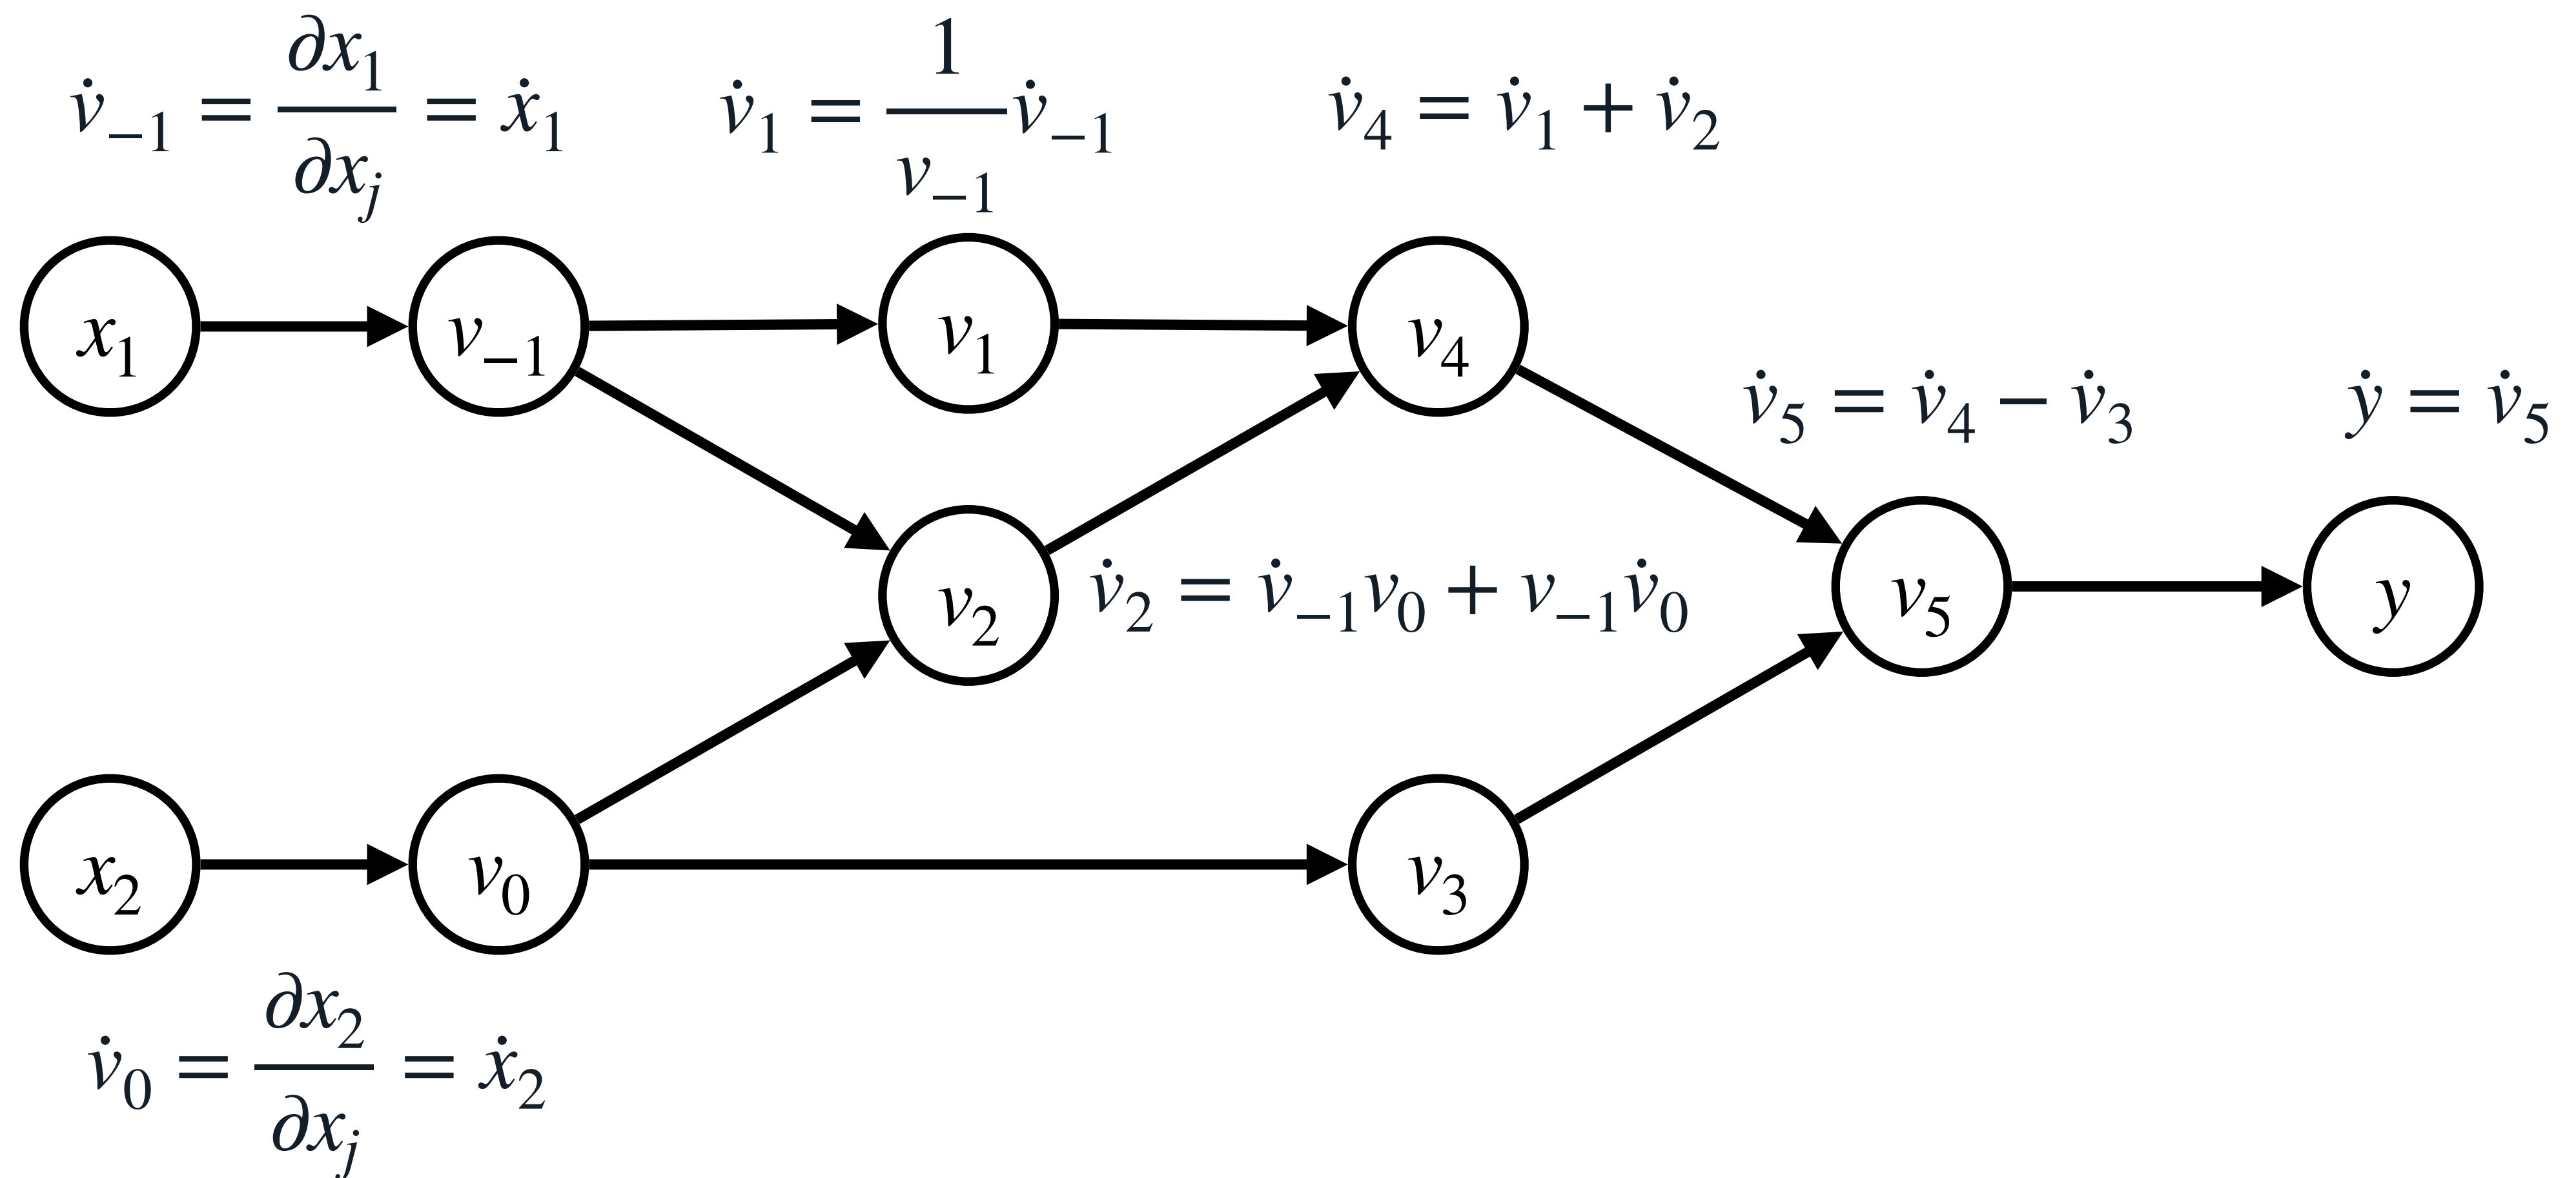 v̇₋₁ = ∂x₁/∂xⱼ = ẋ₁
v̇₁ = 1/v₋₁ v̇₋₁
v̇₄ = v̇₁ + v̇₂
x₁
v₋₁
v₁
v₄
v̇₅ = v̇₄ − v̇₃
ẏ = v̇₅
v₂
v̇₂ = v̇₋₁v₀ + v₋₁v̇₀
v₅
y
x₂
v₀
v₃
v̇₀ = ∂x₂/∂xⱼ = ẋ₂